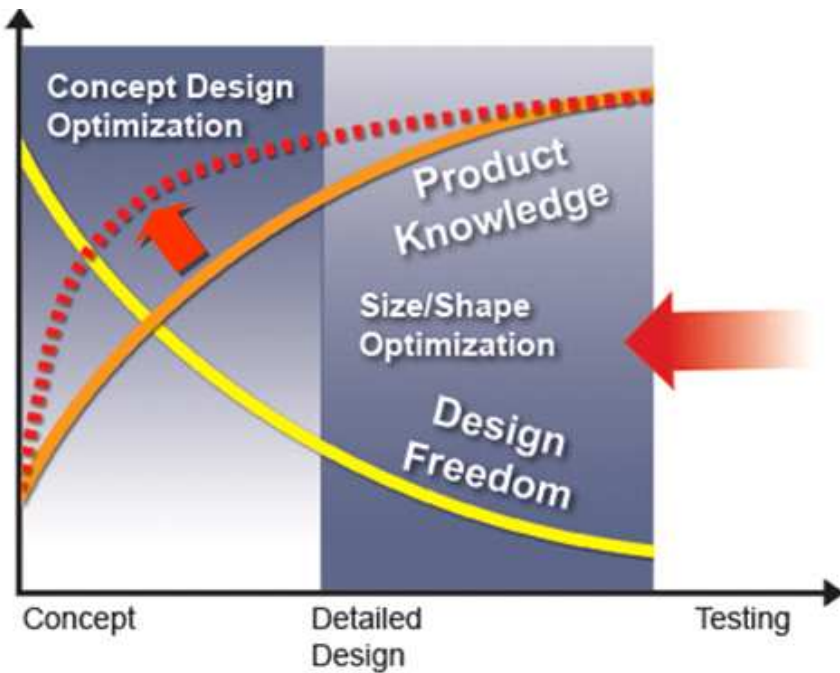 Concept Design
Optimization
Product
Knowledge
Size/Shape
Optimization
Design
Freedom
Concept
Detailed
Design
Testing